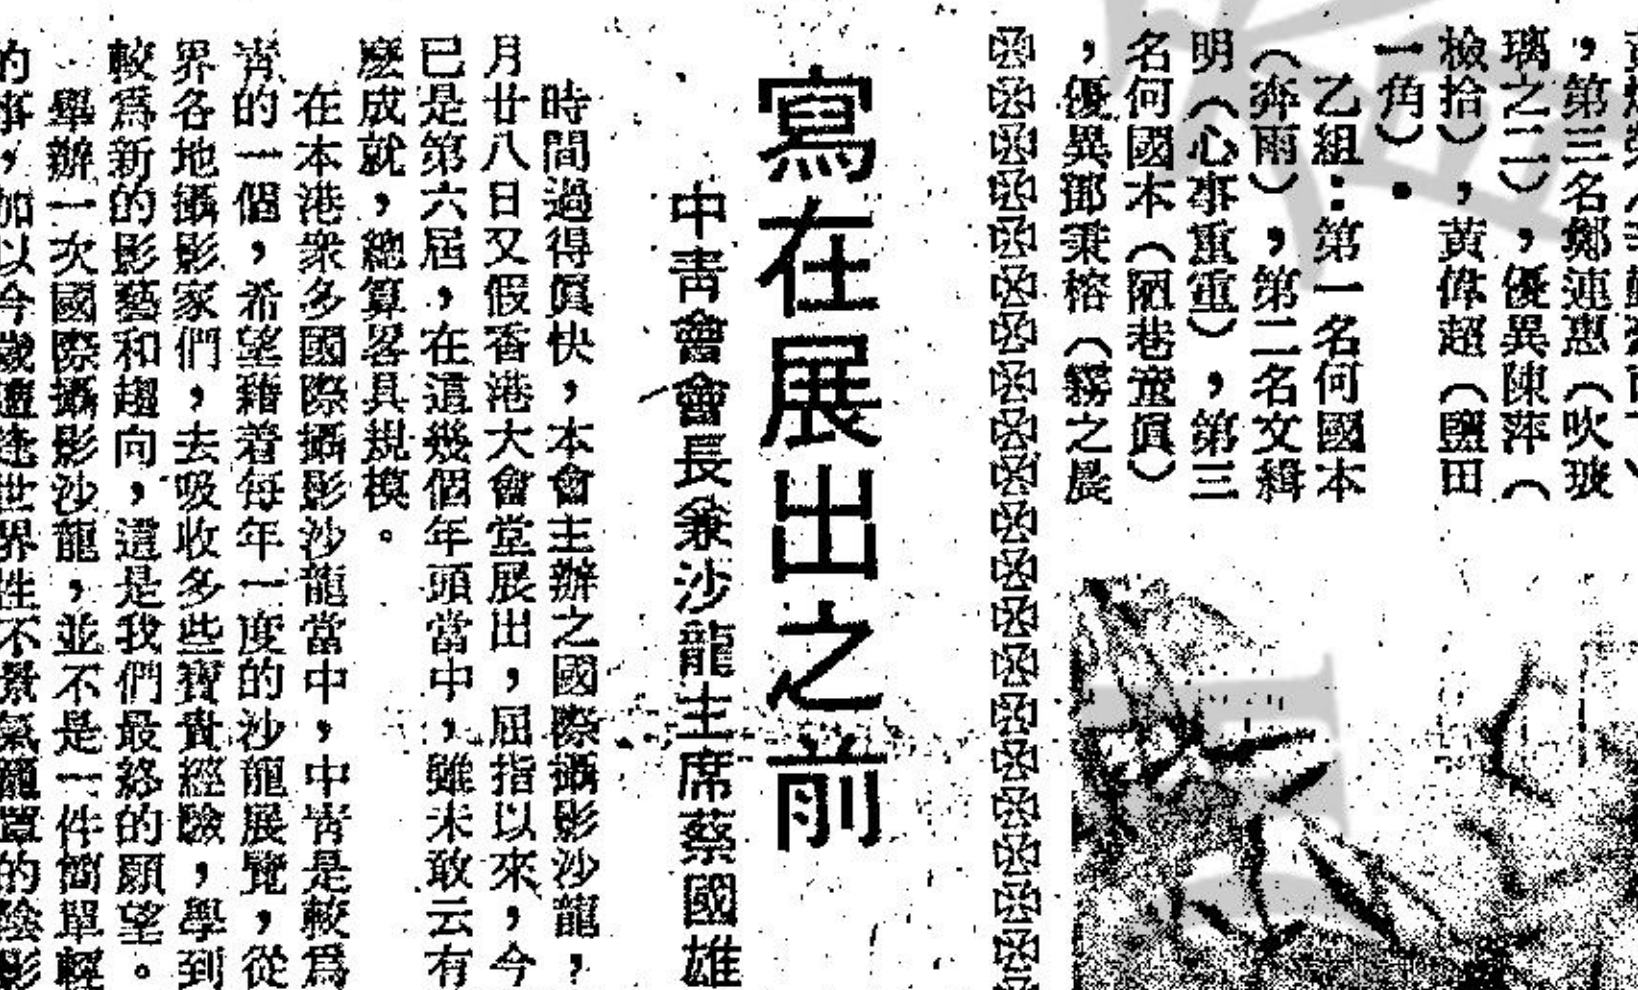 ，第三名鄭連惠（吹玻
璃之二），優異陳萍（
檢拾），黃偉超（鹽田
一角）．
乙組：第一名何國本
（奔雨），第二名文緝
明（心事重重），第三
名何國本（陋巷童眞）
，優異鄧秉榕（霧之晨
寫在展出之前
中靑會會長兼沙龍主席蔡國雄
時間過得眞快，本會主辦之國際攝影沙龍，
月廿八日又假香港大會堂展出，屈指以來，今
已是第六屆，在這幾個年頭當中，雖未敢云有
麽成就，總算畧具規模。
在本港衆多國際攝影沙龍當中，中靑是較爲
靑的一個，希望藉着每年一度的沙龍展覽，從
界各地攝影家們，去吸收多些寶貴經驗，學到
較爲新的影藝和趨向，這是我們最終的願望。
舉辦一次國際攝影沙龍，並不是一件簡單輕
的事，加以今歲遭逢世界性不景氣籠罩的陰影